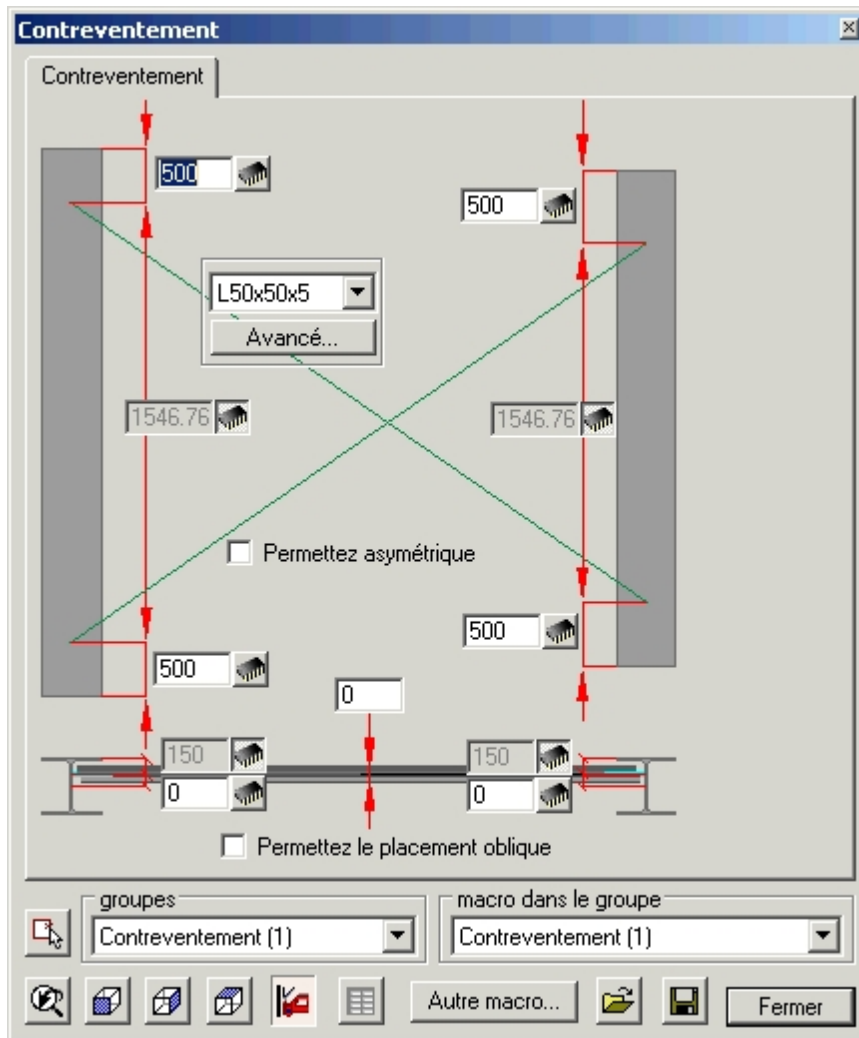 Contreventement
Contreventement
500
500
L50x50x5
Avancé...
1546.76
1546.76
Permettez asymétrique
500
500
0
150
150
0
0
Permettez le placement oblique
groupes
macro dans le groupe
Contreventement (1)
Contreventement (1)
Autre macro...
Fermer